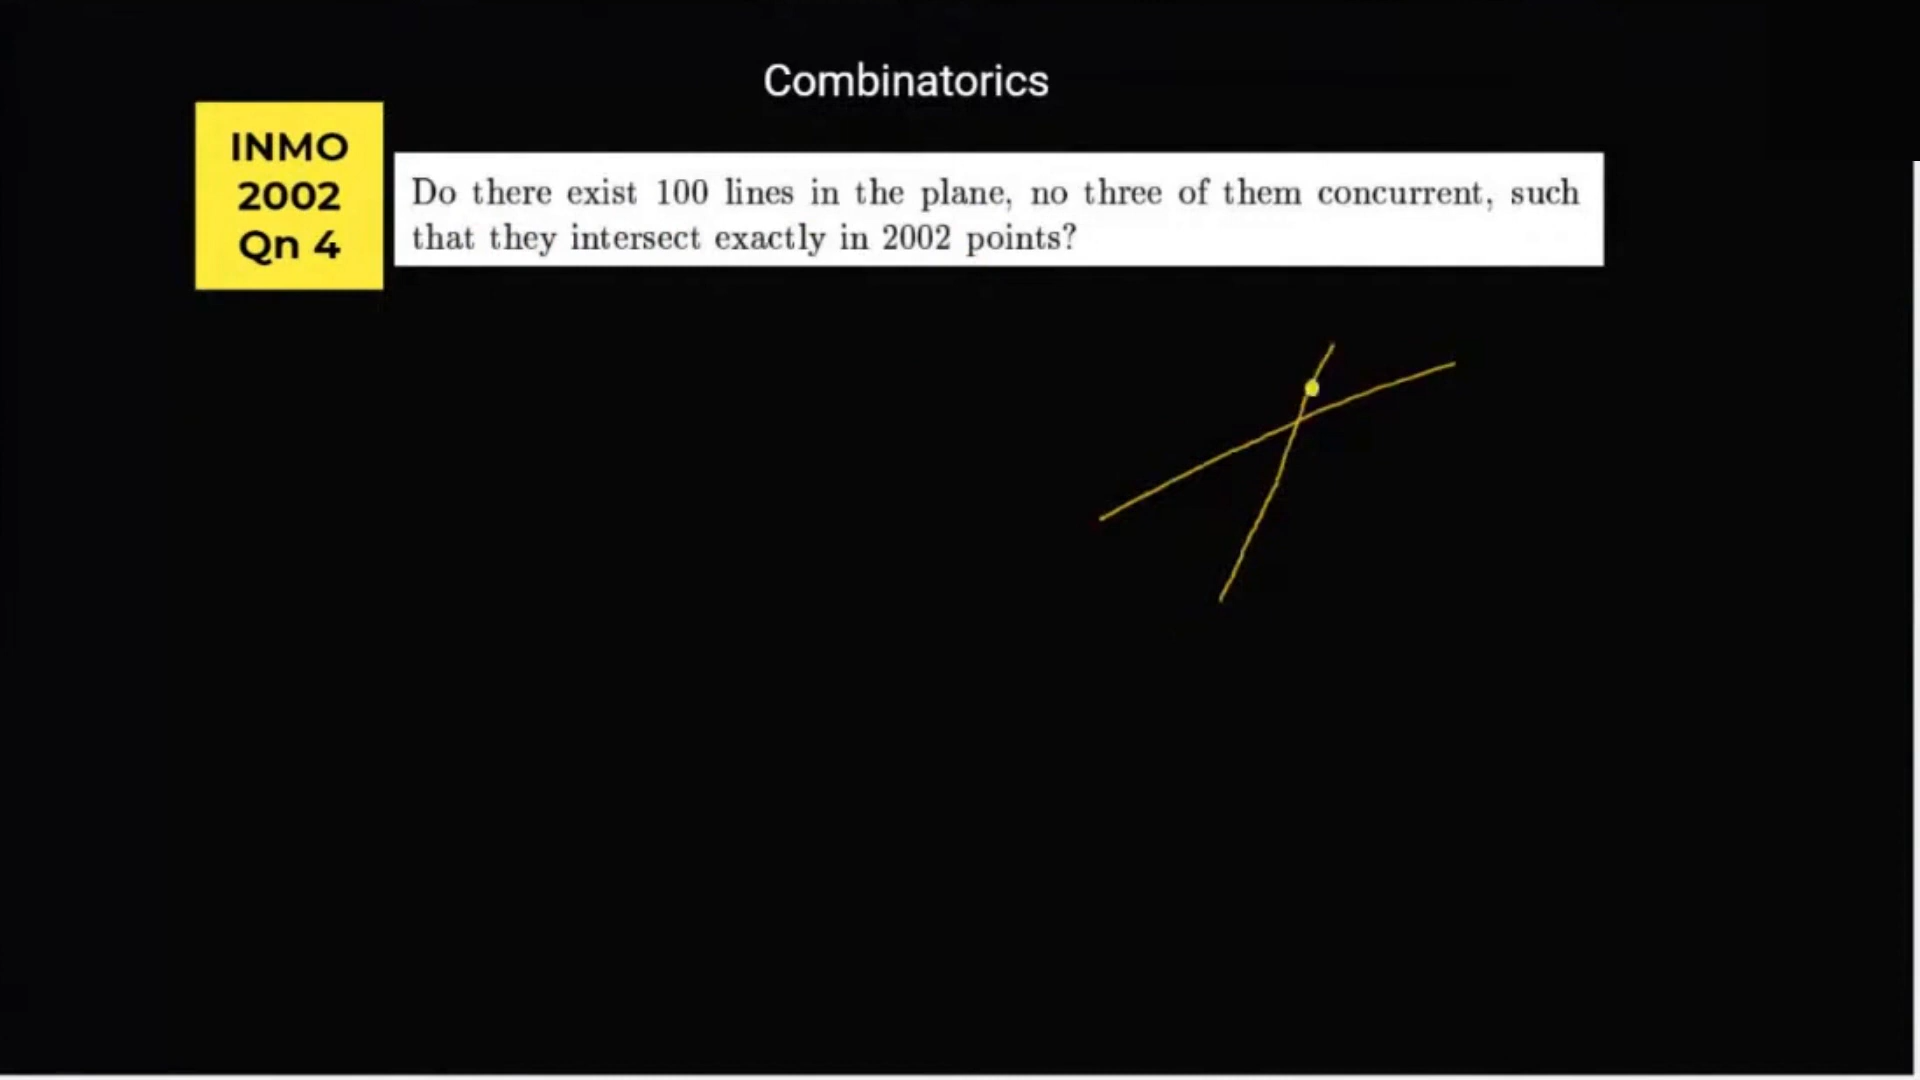 Combinatorics
INMO
2002
Qn 4
Do there exist 100 lines in the plane, no three of them concurrent, such
that they intersect exactly in 2002 points?